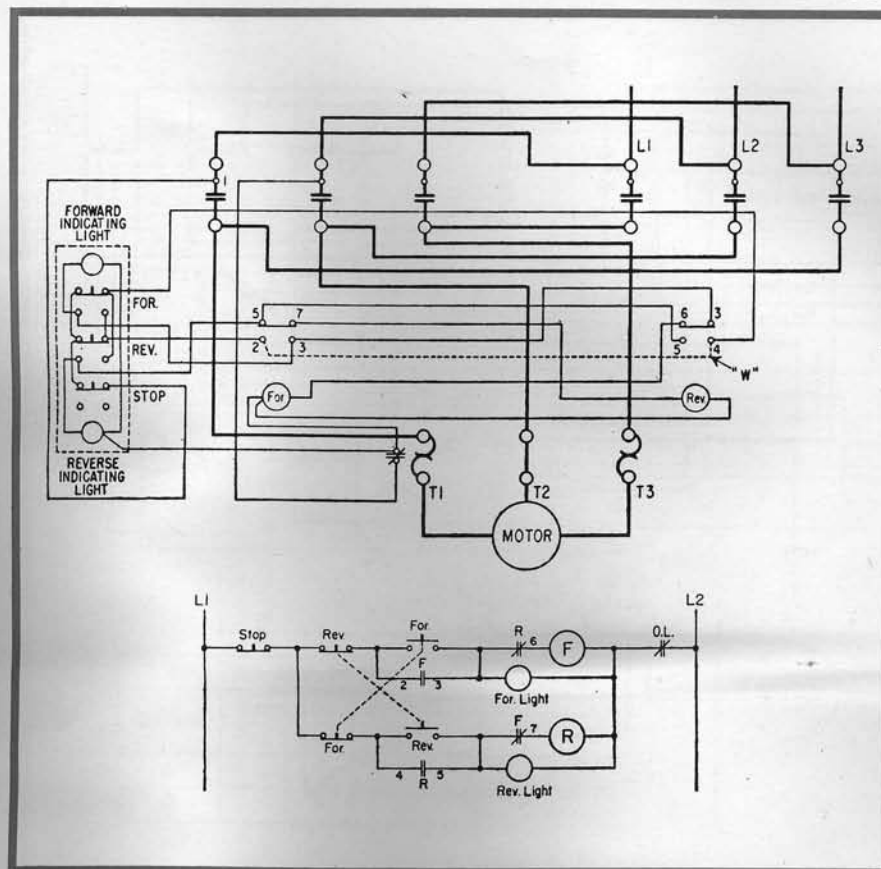 L1 L2 L3
1
FORWARD
INDICATING
LIGHT
FOR.
REV.
STOP
REVERSE
INDICATING
LIGHT
5 7
2 3
6 3
5 4
"W"
For
Rev.
T1 T2 T3
MOTOR
L1 L2
Stop Rev. For. R 6 F O.L.
2 F 3
For. Light
For. Rev. F 7 R
4 R 5
Rev. Light